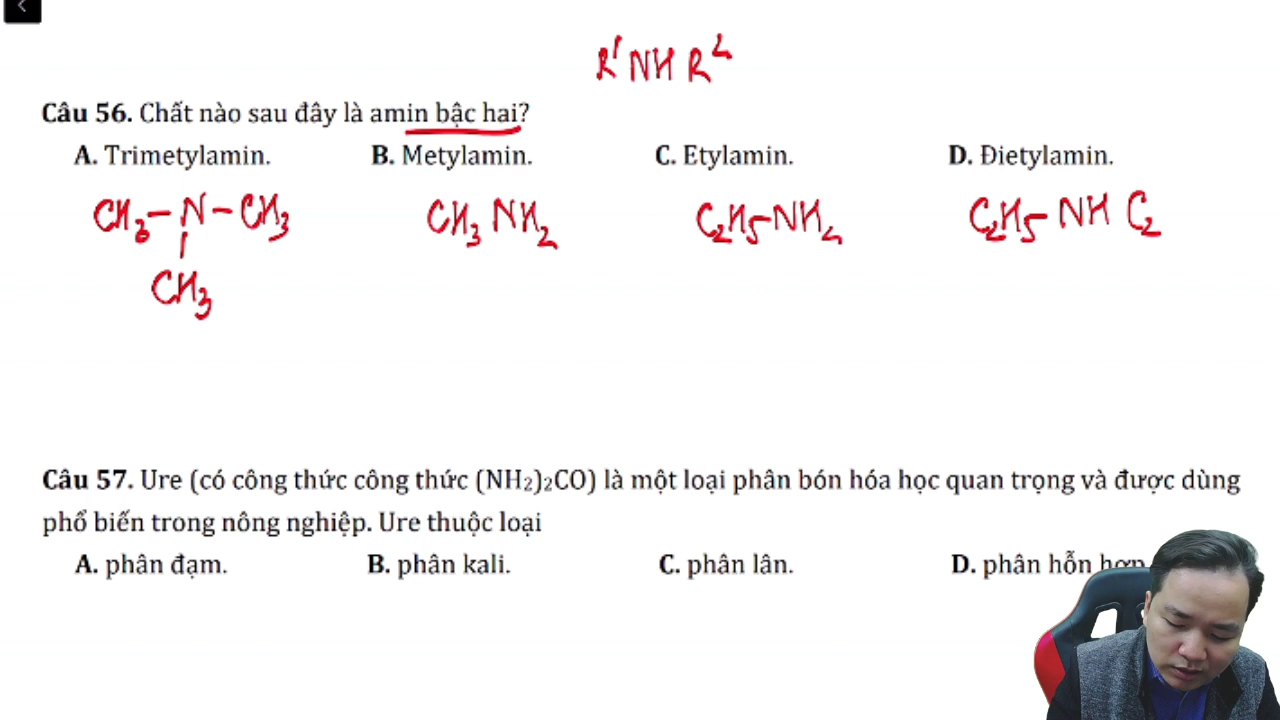 R¹NHR²
Câu 56. Chất nào sau đây là amin bậc hai?
A. Trimetylamin. B. Metylamin. C. Etylamin. D. Đietylamin.
CH₃–N–CH₃ CH₃NH₂ C₂H₅–NH₂ C₂H₅–NH C₂
CH₃
Câu 57. Ure (có công thức công thức (NH₂)₂CO) là một loại phân bón hóa học quan trọng và được dùng
phổ biến trong nông nghiệp. Ure thuộc loại
A. phân đạm. B. phân kali. C. phân lân. D. phân hỗn